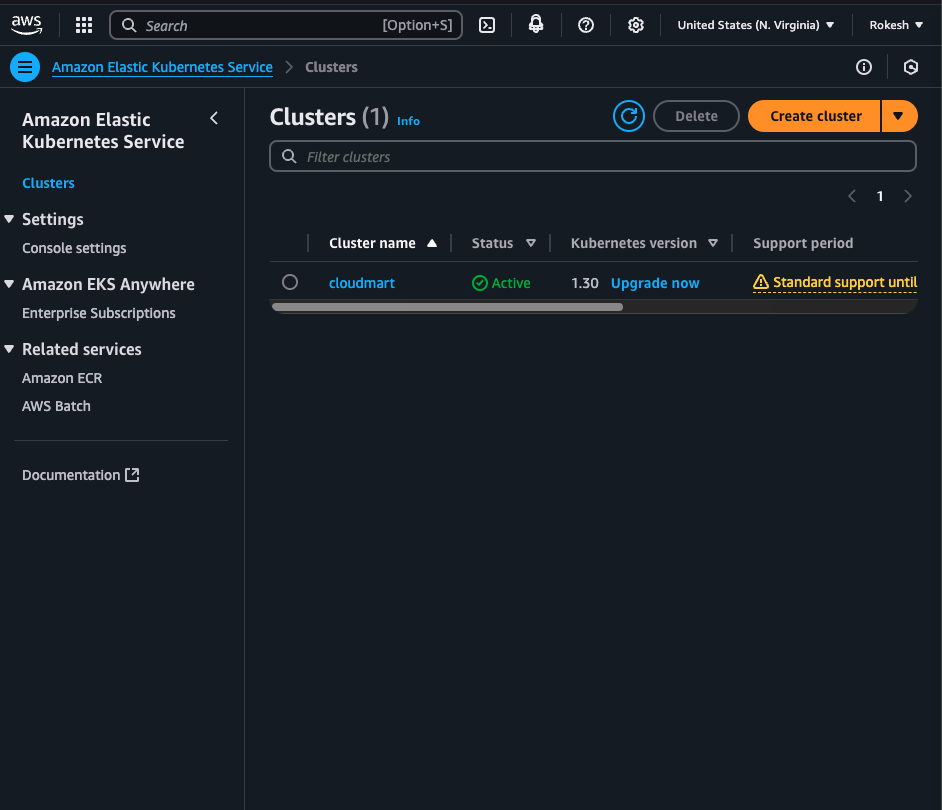 aws
Search [Option+S]
United States (N. Virginia)
Rokesh
Amazon Elastic Kubernetes Service
Clusters
Amazon Elastic
Kubernetes Service
Clusters
Settings
Console settings
Amazon EKS Anywhere
Enterprise Subscriptions
Related services
Amazon ECR
AWS Batch
Documentation
Clusters (1) Info
Delete
Create cluster
Filter clusters
1
Cluster name Status Kubernetes version Support period
cloudmart Active 1.30 Upgrade now Standard support until